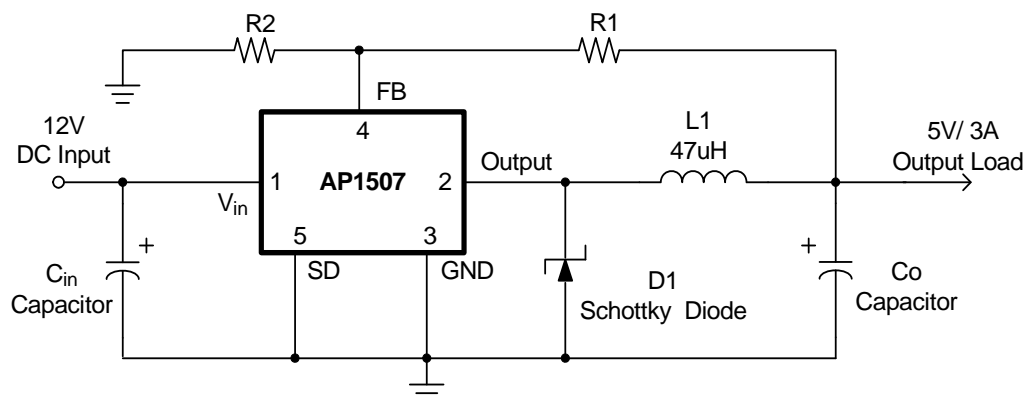 R2
R1
FB
12V
DC Input
4
L1
47uH
5V/ 3A
Output Load
Output
1
AP1507
2
Vin
5
3
SD
GND
+
Cin
Capacitor
D1
Schottky Diode
+
Co
Capacitor